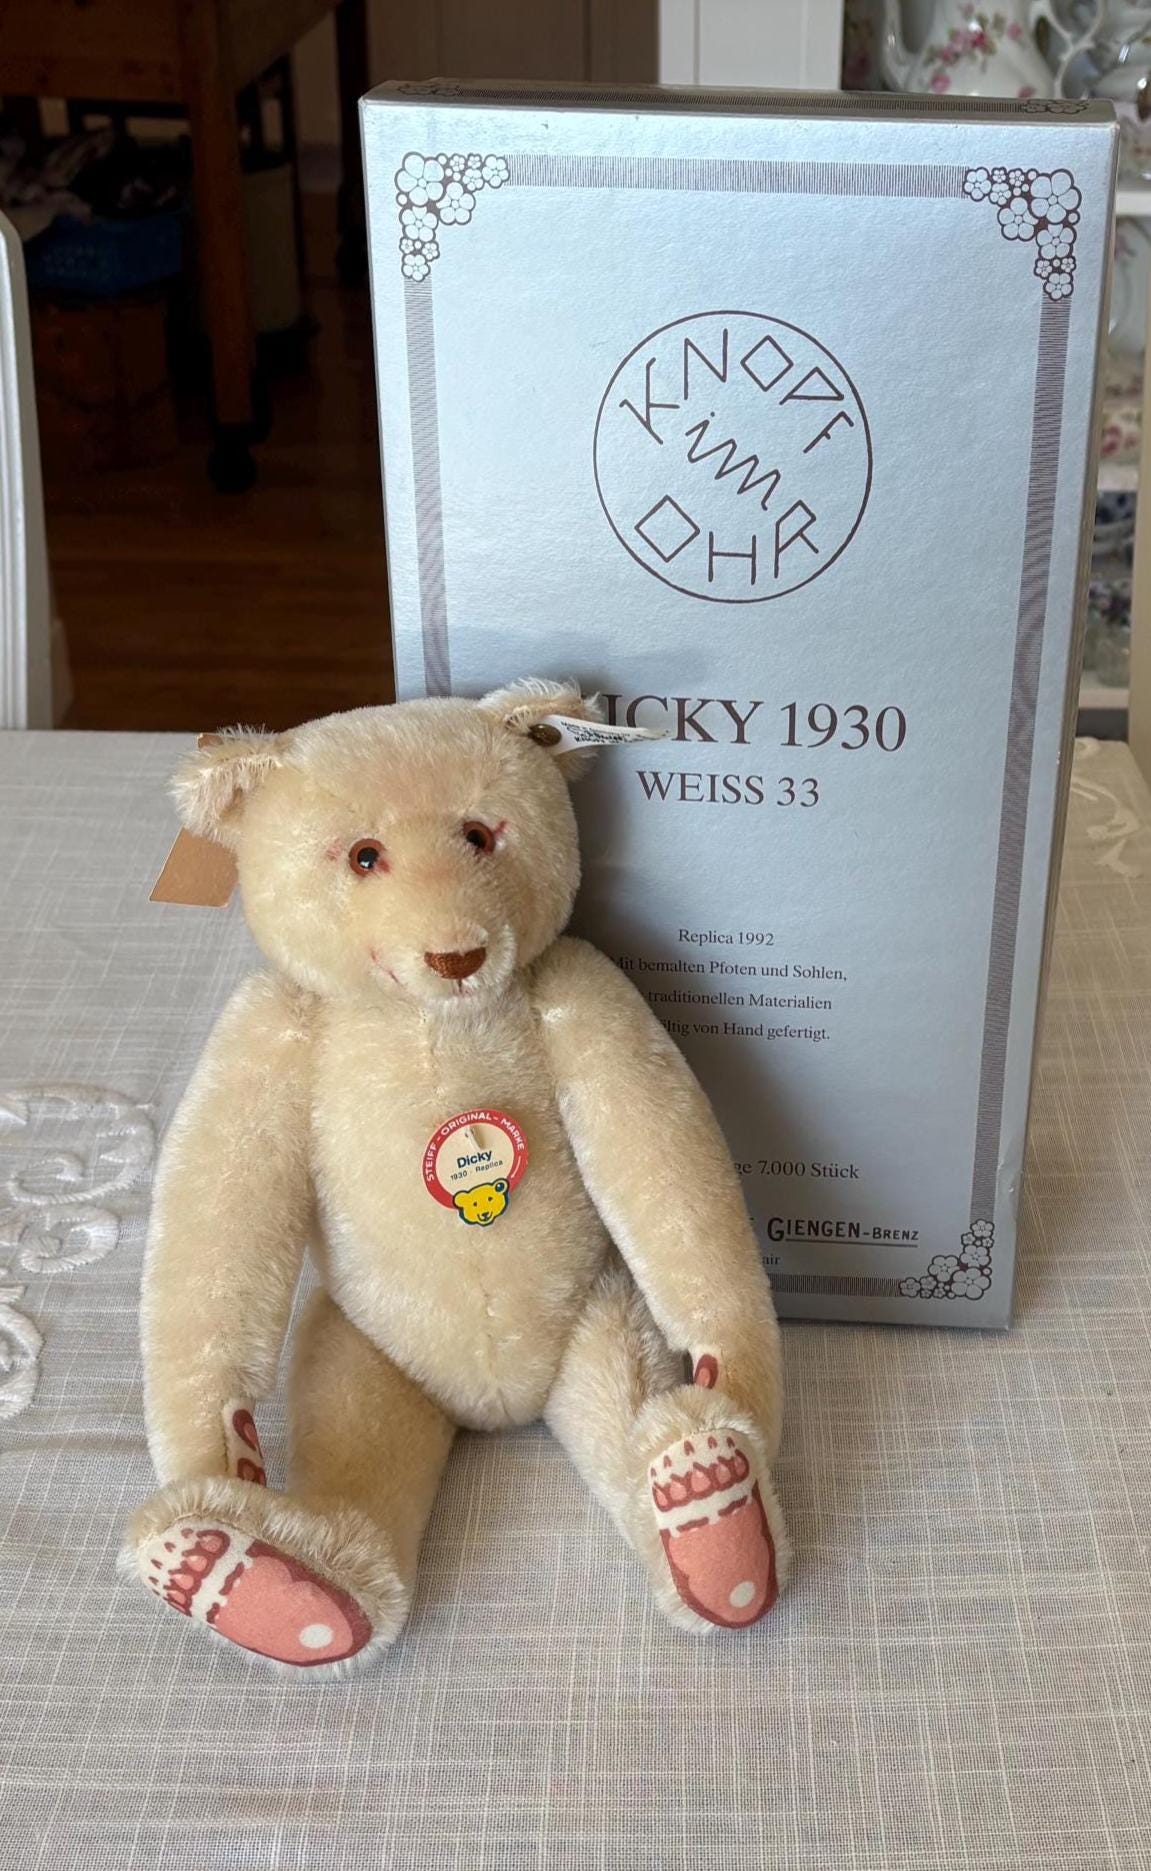 KNOPF
im
OHR
ICKY 1930
WEISS 33
Replica 1992
Mit bemalten Pfoten und Sohlen,
traditionellen Materialien
von Hand gefertigt.
7.000 Stück
GIENGEN-BRENZ
STEIFF - ORIGINAL - MARKE
Dicky
1930 - Replica